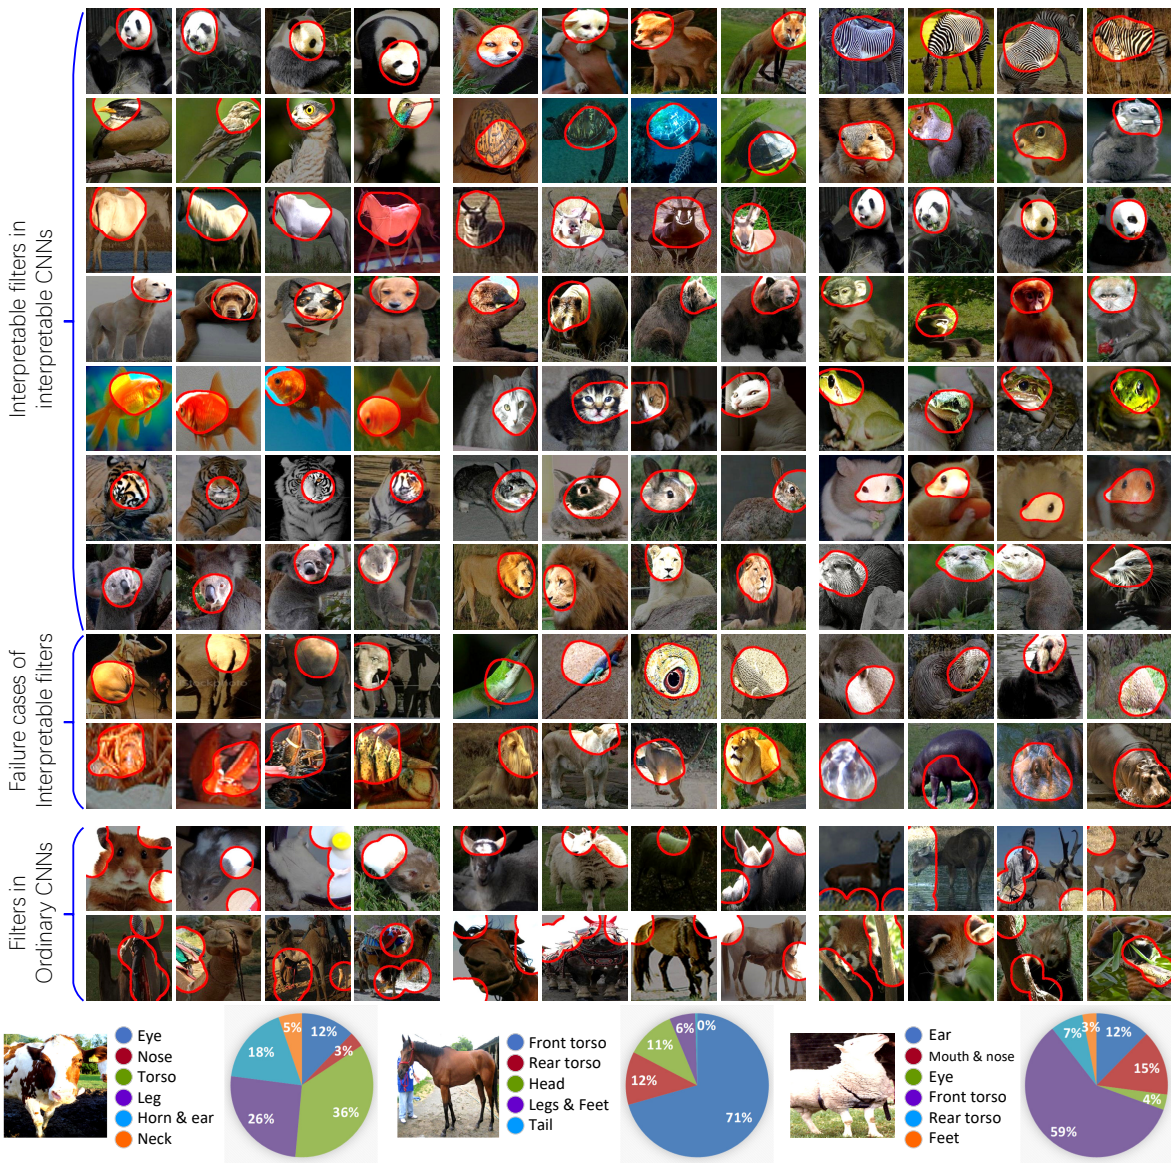 Interpretable filters in
interpretable CNNs
Failure cases of
Interpretable filters
Filters in
Ordinary CNNs
Eye
Nose
Torso
Leg
Horn & ear
Neck
5%
12%
3%
18%
26%
36%
Front torso
Rear torso
Head
Legs & Feet
Tail
6%
0%
11%
12%
71%
Ear
Mouth & nose
Eye
Front torso
Rear torso
Feet
7%
3%
12%
15%
4%
59%